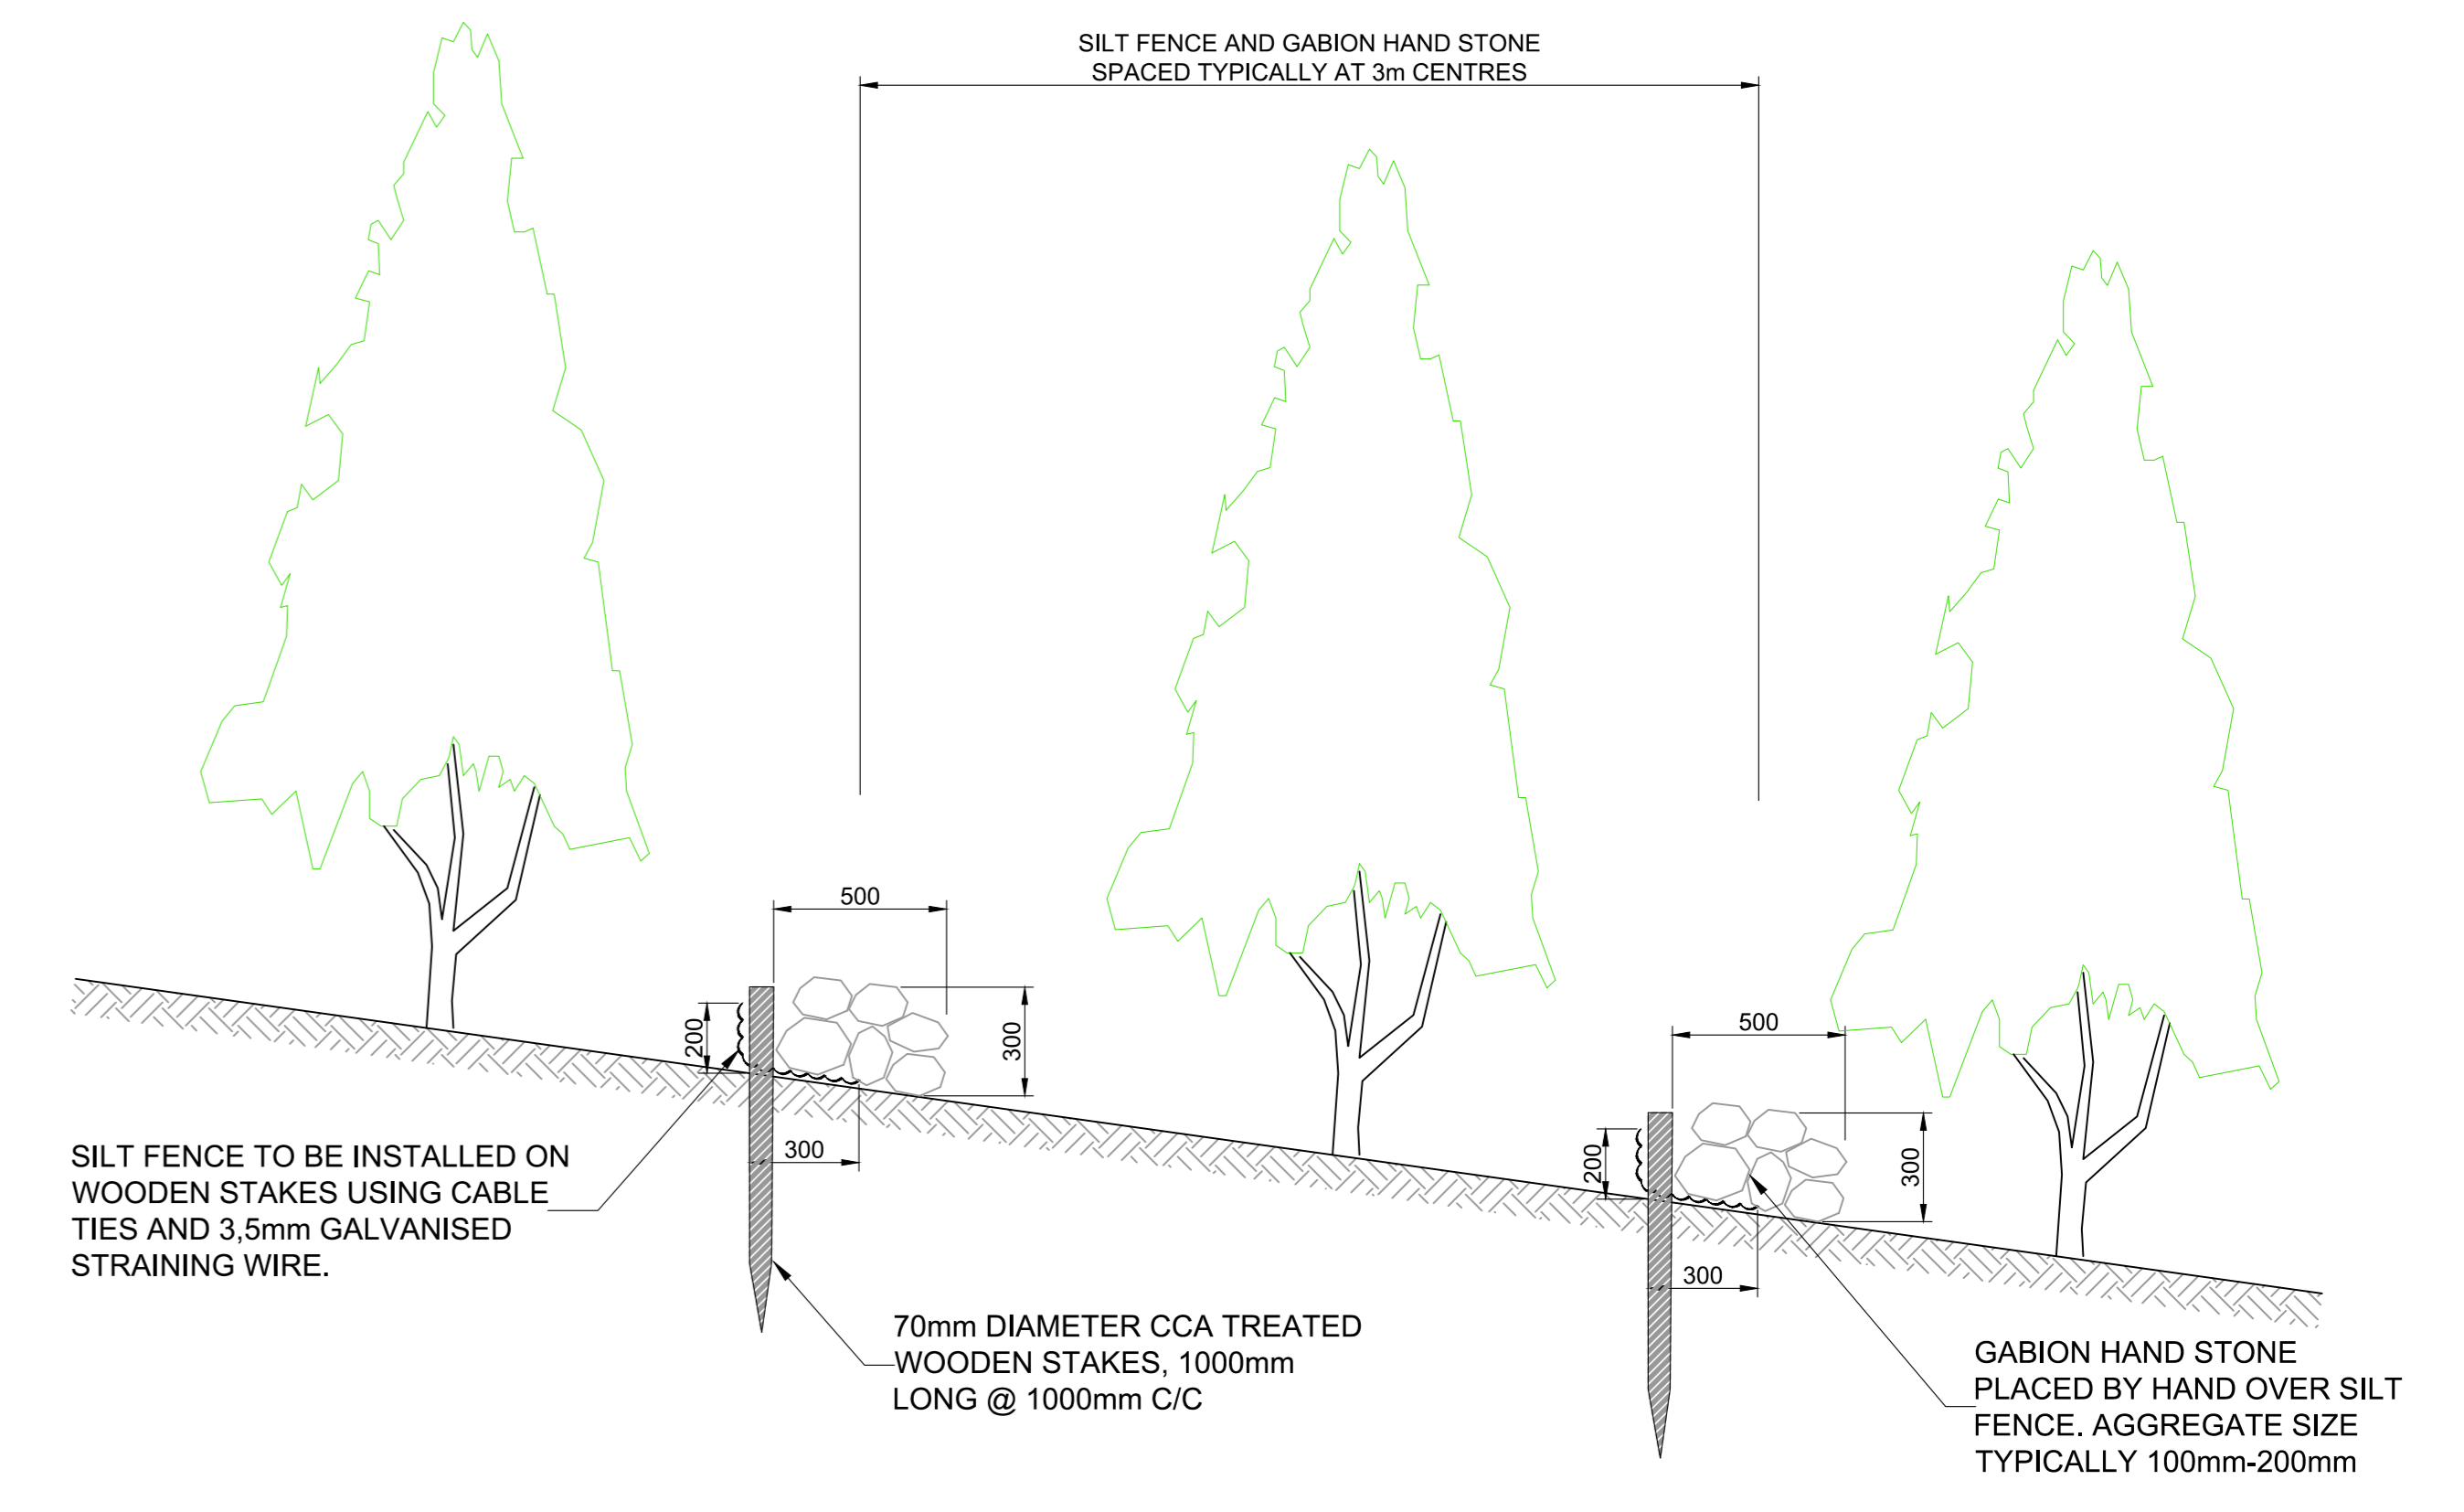 SILT FENCE AND GABION HAND STONE
SPACED TYPICALLY AT 3m CENTRES
500
200
300
300
SILT FENCE TO BE INSTALLED ON
WOODEN STAKES USING CABLE
TIES AND 3,5mm GALVANISED
STRAINING WIRE.
70mm DIAMETER CCA TREATED
WOODEN STAKES, 1000mm
LONG @ 1000mm C/C
500
200
300
300
GABION HAND STONE
PLACED BY HAND OVER SILT
FENCE. AGGREGATE SIZE
TYPICALLY 100mm-200mm